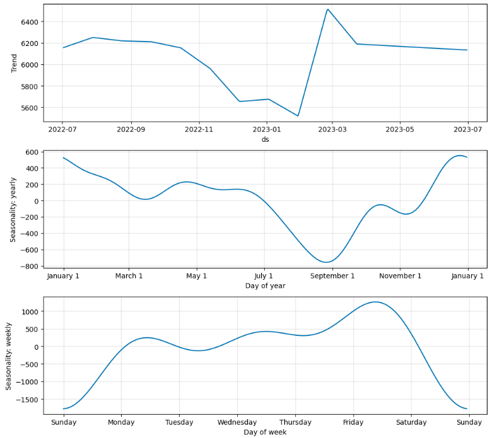 6400
6200
6000
5800
5600
Trend
2022-07 2022-09 2022-11 2023-01 2023-03 2023-05 2023-07
ds
600
400
200
0
−200
−400
−600
−800
Seasonality: yearly
January 1 March 1 May 1 July 1 September 1 November 1 January 1
Day of year
1000
500
0
−500
−1000
−1500
Seasonality: weekly
Sunday Monday Tuesday Wednesday Thursday Friday Saturday Sunday
Day of week